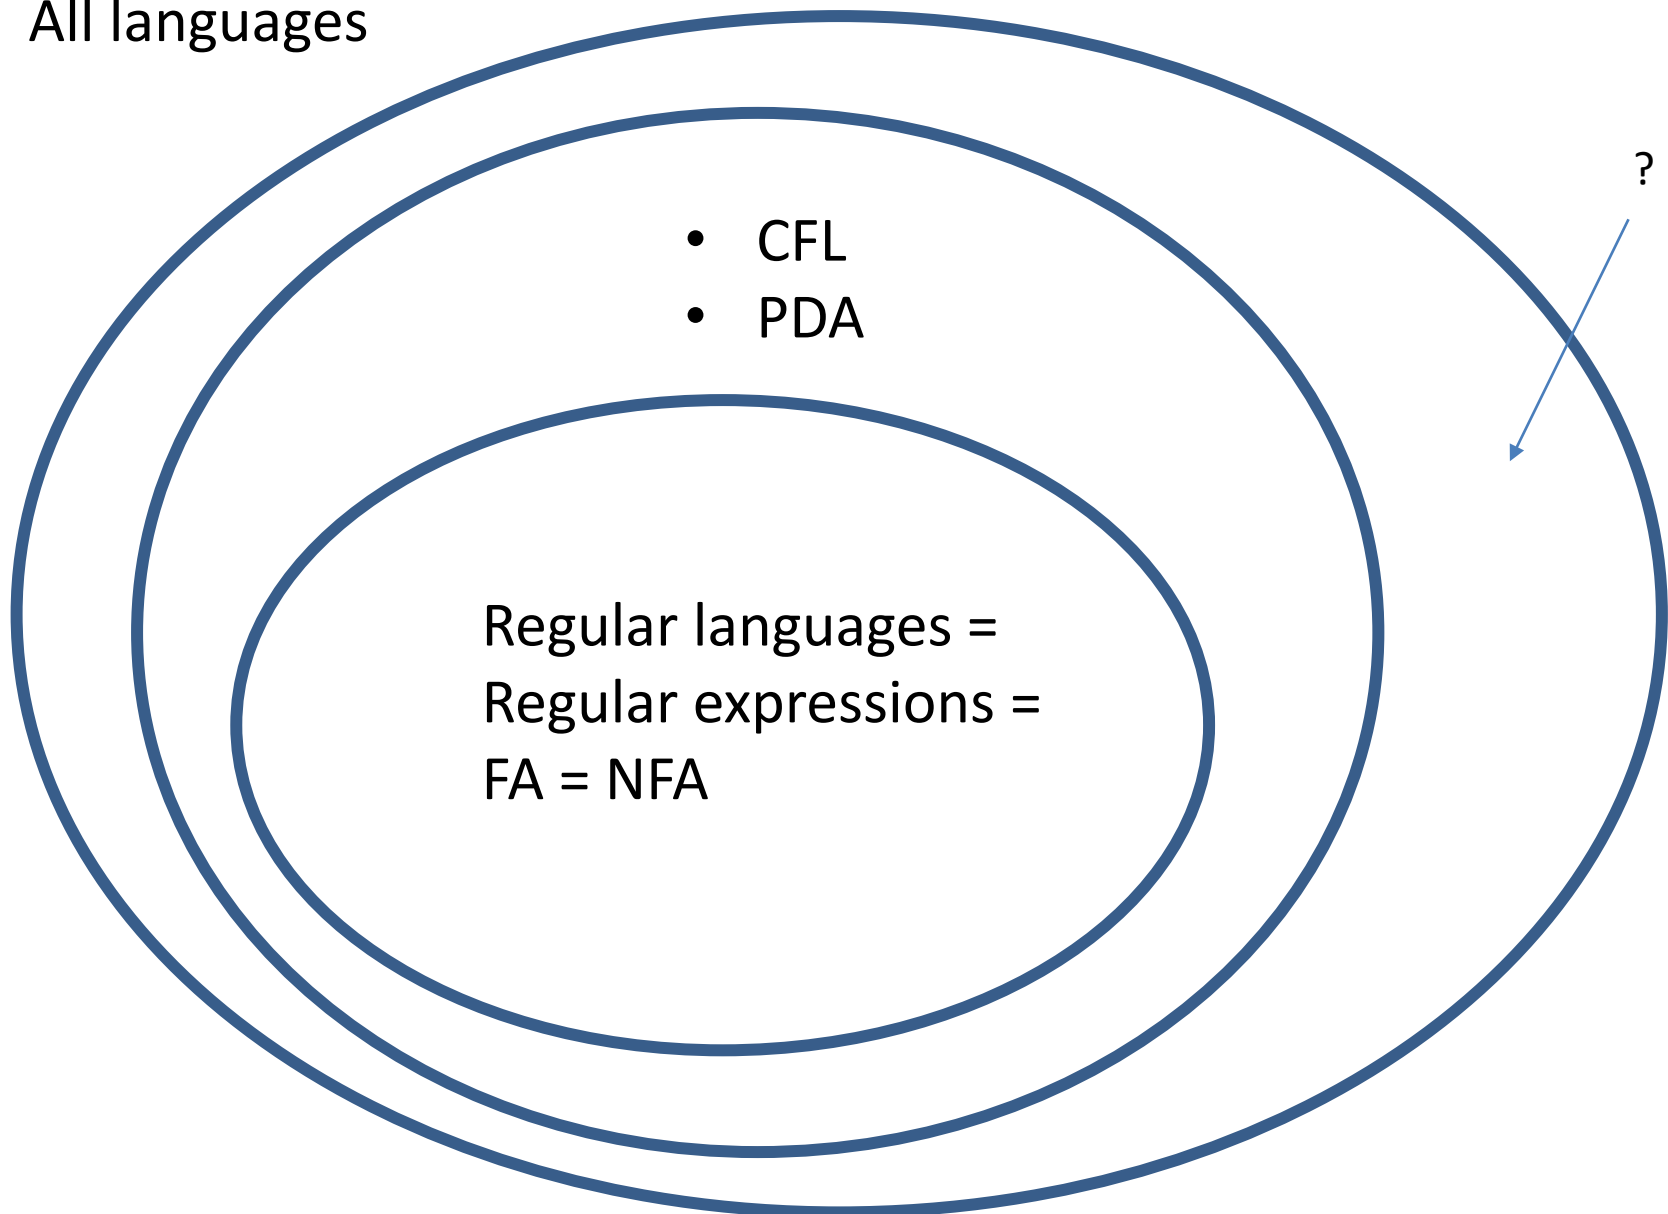 All languages
?
• CFL
• PDA
Regular languages =
Regular expressions =
FA = NFA